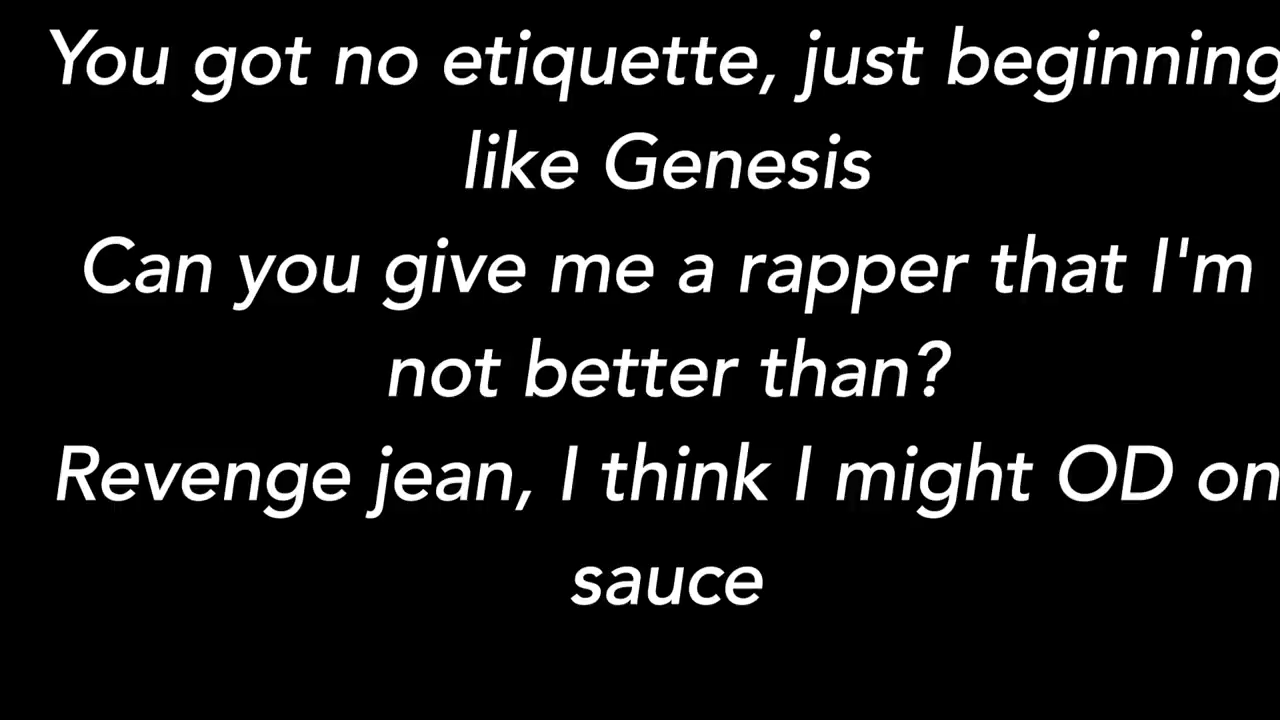 You got no etiquette, just beginning
like Genesis
Can you give me a rapper that I'm
not better than?
Revenge jean, I think I might OD on
sauce